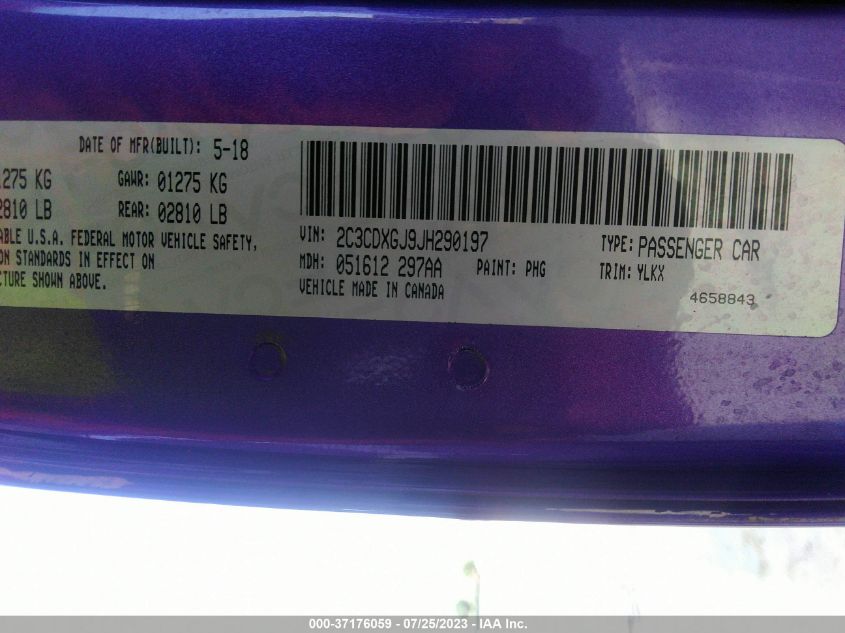 DATE OF MFR(BUILT): 5-18
1275 KG GAWR: 01275 KG
2810 LB REAR: 02810 LB
ABLE U.S.A. FEDERAL MOTOR VEHICLE SAFETY,
ON STANDARDS IN EFFECT ON
CTURE SHOWN ABOVE.
VIN: 2C3CDXGJ9JH290197 TYPE: PASSENGER CAR
MDH: 051612 297AA PAINT: PHG TRIM: YLKX
VEHICLE MADE IN CANADA
4658843
000-37176059 - 07/25/2023 - IAA Inc.